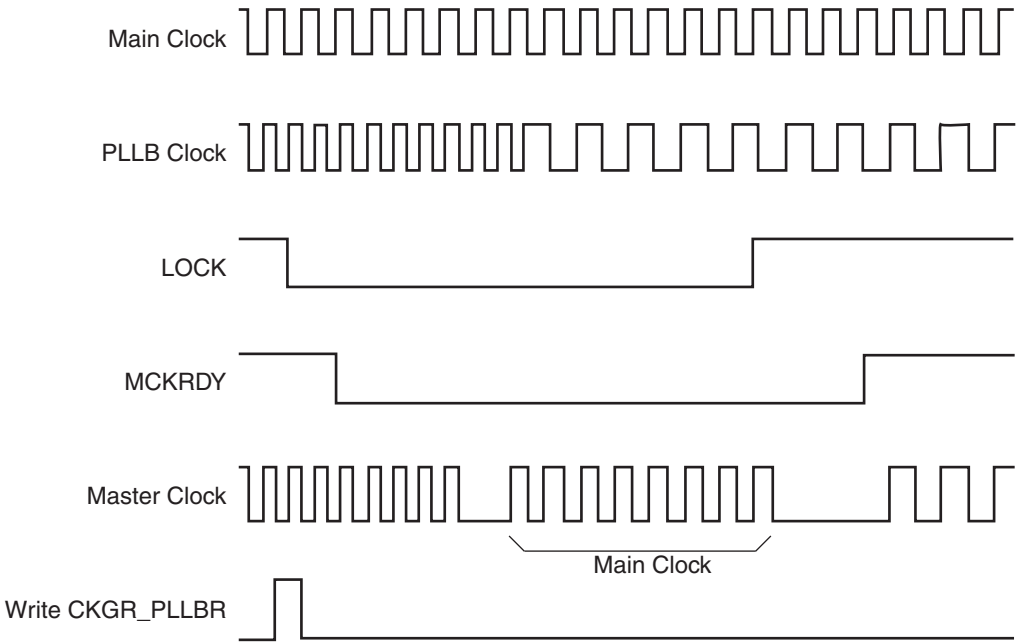 Main Clock
PLLB Clock
LOCK
MCKRDY
Master Clock
Main Clock
Write CKGR_PLLBR